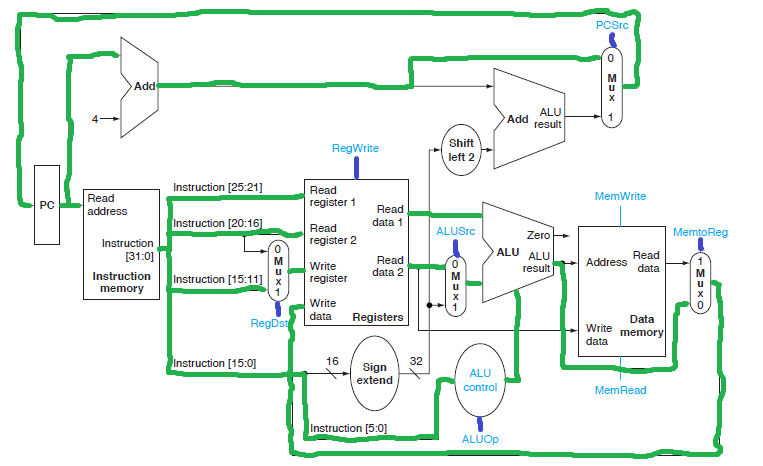 PCSrc
0
M
u
x
1
Add
4
Add
ALU
result
Shift
left 2
RegWrite
PC
Read
address
Instruction
[31:0]
Instruction
memory
Instruction [25:21]
Instruction [20:16]
Instruction [15:11]
Instruction [15:0]
Instruction [5:0]
0
M
u
x
1
RegDst
Read
register 1
Read
register 2
Write
register
Write
data
Read
data 1
Read
data 2
Registers
ALUSrc
0
M
u
x
1
Zero
ALU
ALU
result
MemWrite
Address
Read
data
Write
data
Data
memory
MemRead
MemtoReg
1
M
u
x
0
16
Sign
extend
32
ALU
control
ALUOp